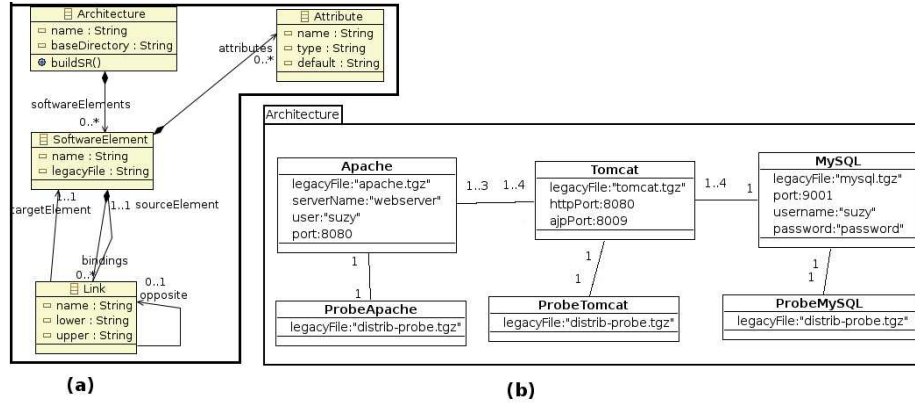 Architecture
name : String
baseDirectory : String
buildSR()
Attribute
name : String
type : String
default : String
attributes
0..*
softwareElements
0..*
SoftwareElement
name : String
legacyFile : String
1..1
targetElement
1..1
sourceElement
bindings
0..*
0..1
opposite
Link
name : String
lower : String
upper : String
(a)
Architecture
Apache
legacyFile:"apache.tgz"
serverName="webserver"
user:"suzy"
port:8080
1..3
1..4
Tomcat
legacyFile:"tomcat.tgz"
httpPort:8080
ajpPort:8009
1..4
1
MySQL
legacyFile:"mysql.tgz"
port:9001
username:"suzy"
password:"password"
1
1
1
1
1
1
ProbeApache
legacyFile:"distrib-probe.tgz"
ProbeTomcat
legacyFile:"distrib-probe.tgz"
ProbeMySQL
legacyFile:"distrib-probe.tgz"
(b)